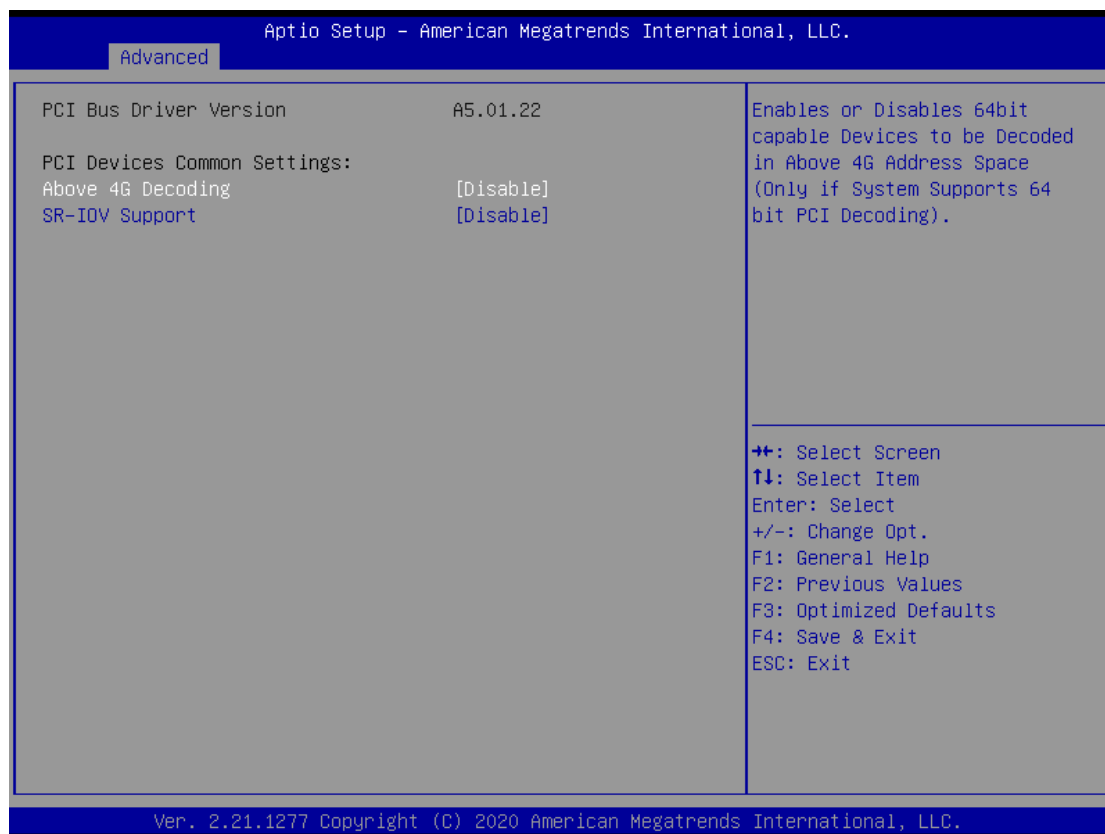 Aptio Setup – American Megatrends International, LLC.
Advanced
PCI Bus Driver Version A5.01.22
PCI Devices Common Settings:
Above 4G Decoding [Disable]
SR-IOV Support [Disable]
Enables or Disables 64bit
capable Devices to be Decoded
in Above 4G Address Space
(Only if System Supports 64
bit PCI Decoding).
→←: Select Screen
↑↓: Select Item
Enter: Select
+/-: Change Opt.
F1: General Help
F2: Previous Values
F3: Optimized Defaults
F4: Save & Exit
ESC: Exit
Ver. 2.21.1277 Copyright (C) 2020 American Megatrends International, LLC.